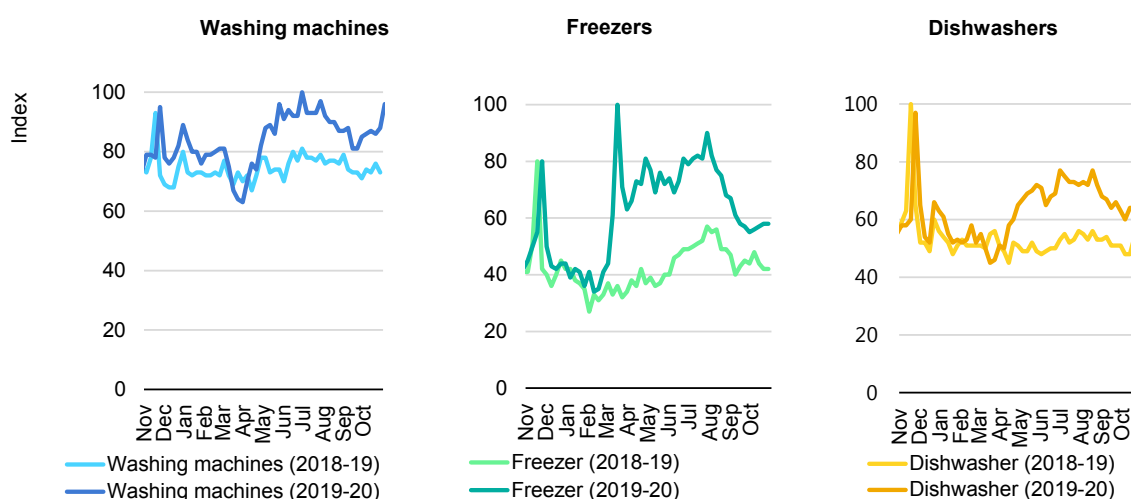 Washing machines
Freezers
Dishwashers
Index
100
80
60
40
20
0
Nov
Dec
Jan
Feb
Mar
Apr
May
Jun
Jul
Aug
Sep
Oct
Washing machines (2018-19)
Washing machines (2019-20)
100
80
60
40
20
0
Nov
Dec
Jan
Feb
Mar
Apr
May
Jun
Jul
Aug
Sep
Oct
Freezer (2018-19)
Freezer (2019-20)
100
80
60
40
20
0
Nov
Dec
Jan
Feb
Mar
Apr
May
Jun
Jul
Aug
Sep
Oct
Dishwasher (2018-19)
Dishwasher (2019-20)